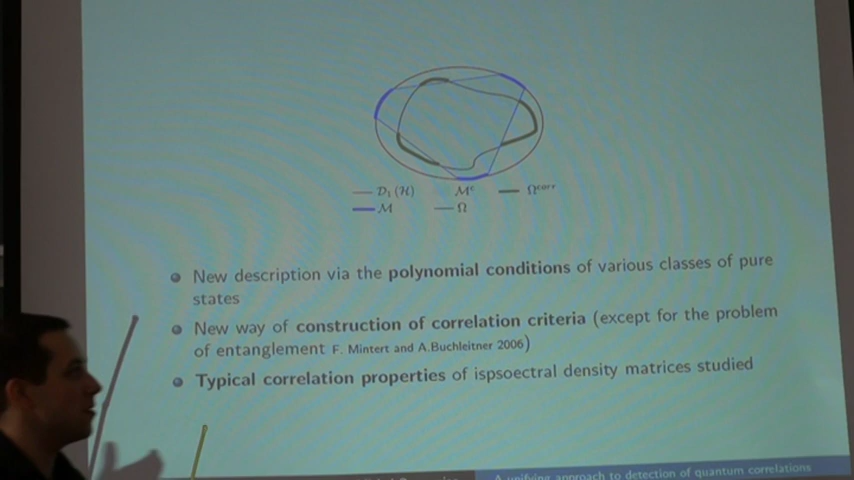 D₁(ℋ) ℳᶜ Ωᶜᵒʳʳ
ℳ Ω
New description via the polynomial conditions of various classes of pure
states
New way of construction of correlation criteria (except for the problem
of entanglement F. Mintert and A.Buchleitner 2006)
Typical correlation properties of ispsoectral density matrices studied
A unifying approach to detection of quantum correlations